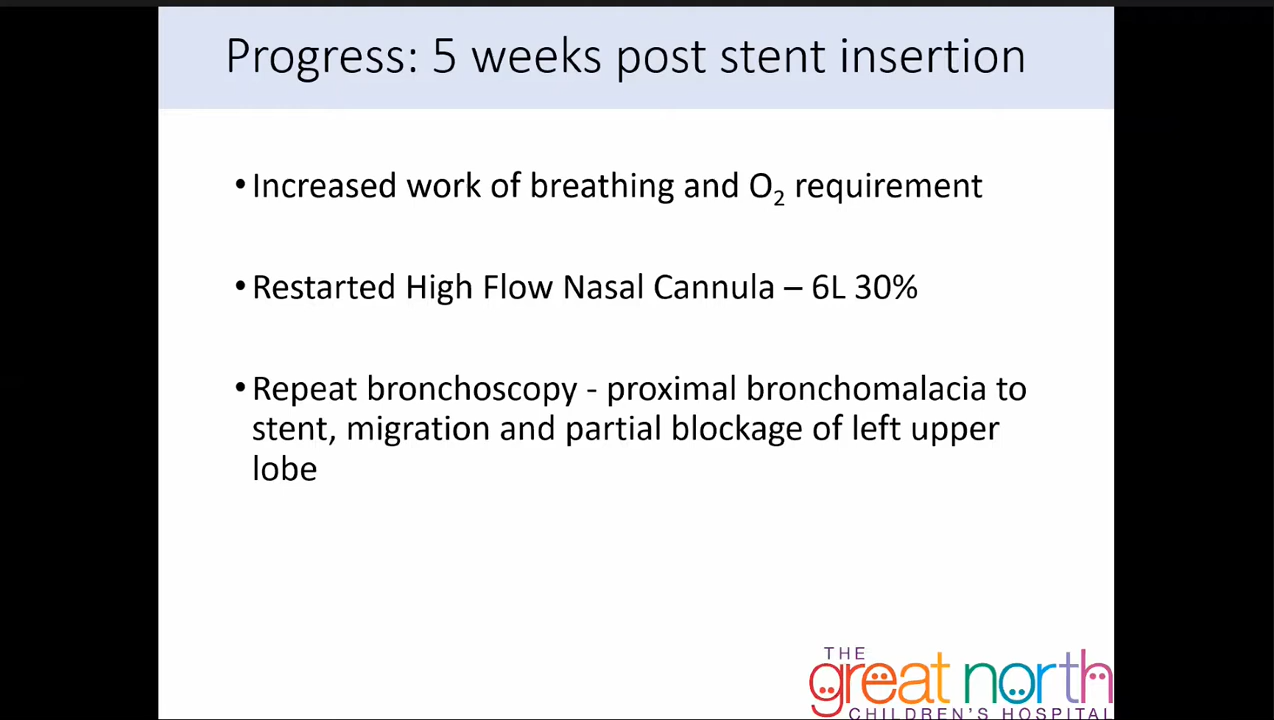 Progress: 5 weeks post stent insertion
•Increased work of breathing and O₂ requirement
•Restarted High Flow Nasal Cannula – 6L 30%
•Repeat bronchoscopy - proximal bronchomalacia to
stent, migration and partial blockage of left upper
lobe
THE
great north
CHILDREN'S HOSPITAL